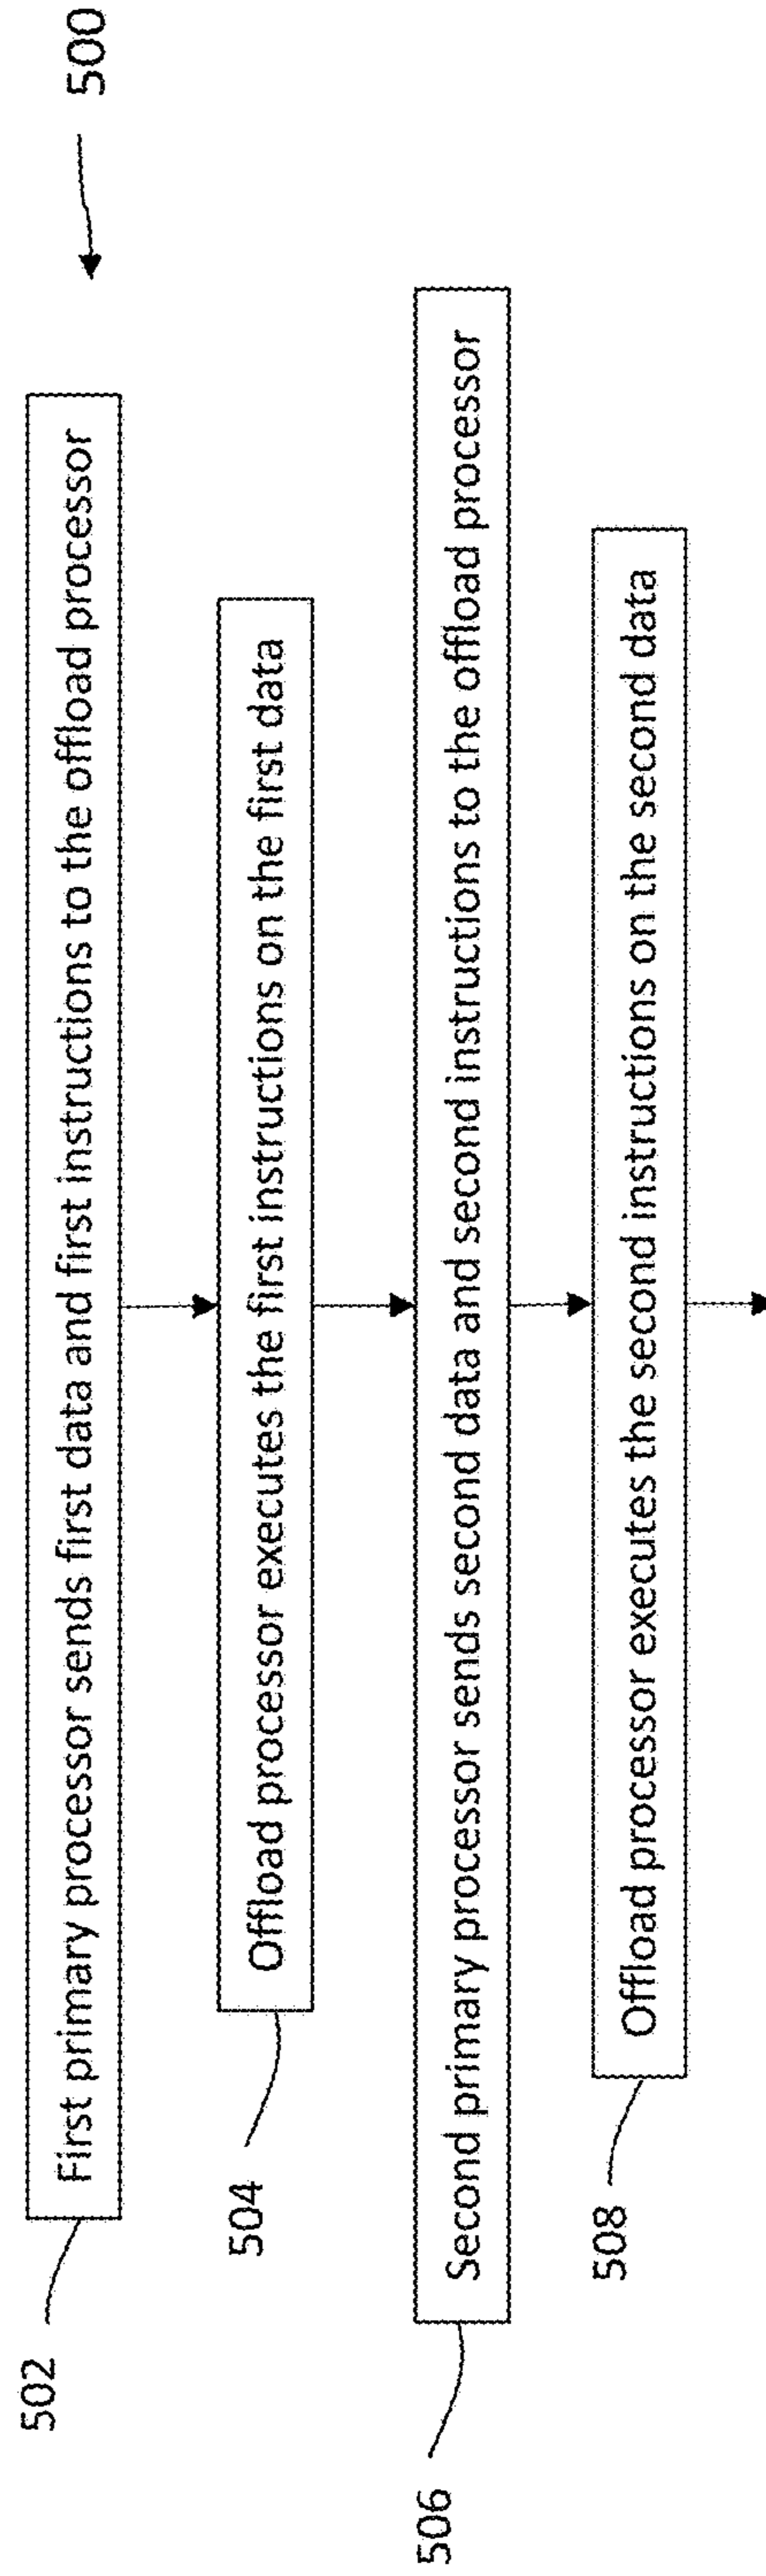 500
502
First primary processor sends first data and first instructions to the offload processor
504
Offload processor executes the first instructions on the first data
506
Second primary processor sends second data and second instructions to the offload processor
508
Offload processor executes the second instructions on the second data